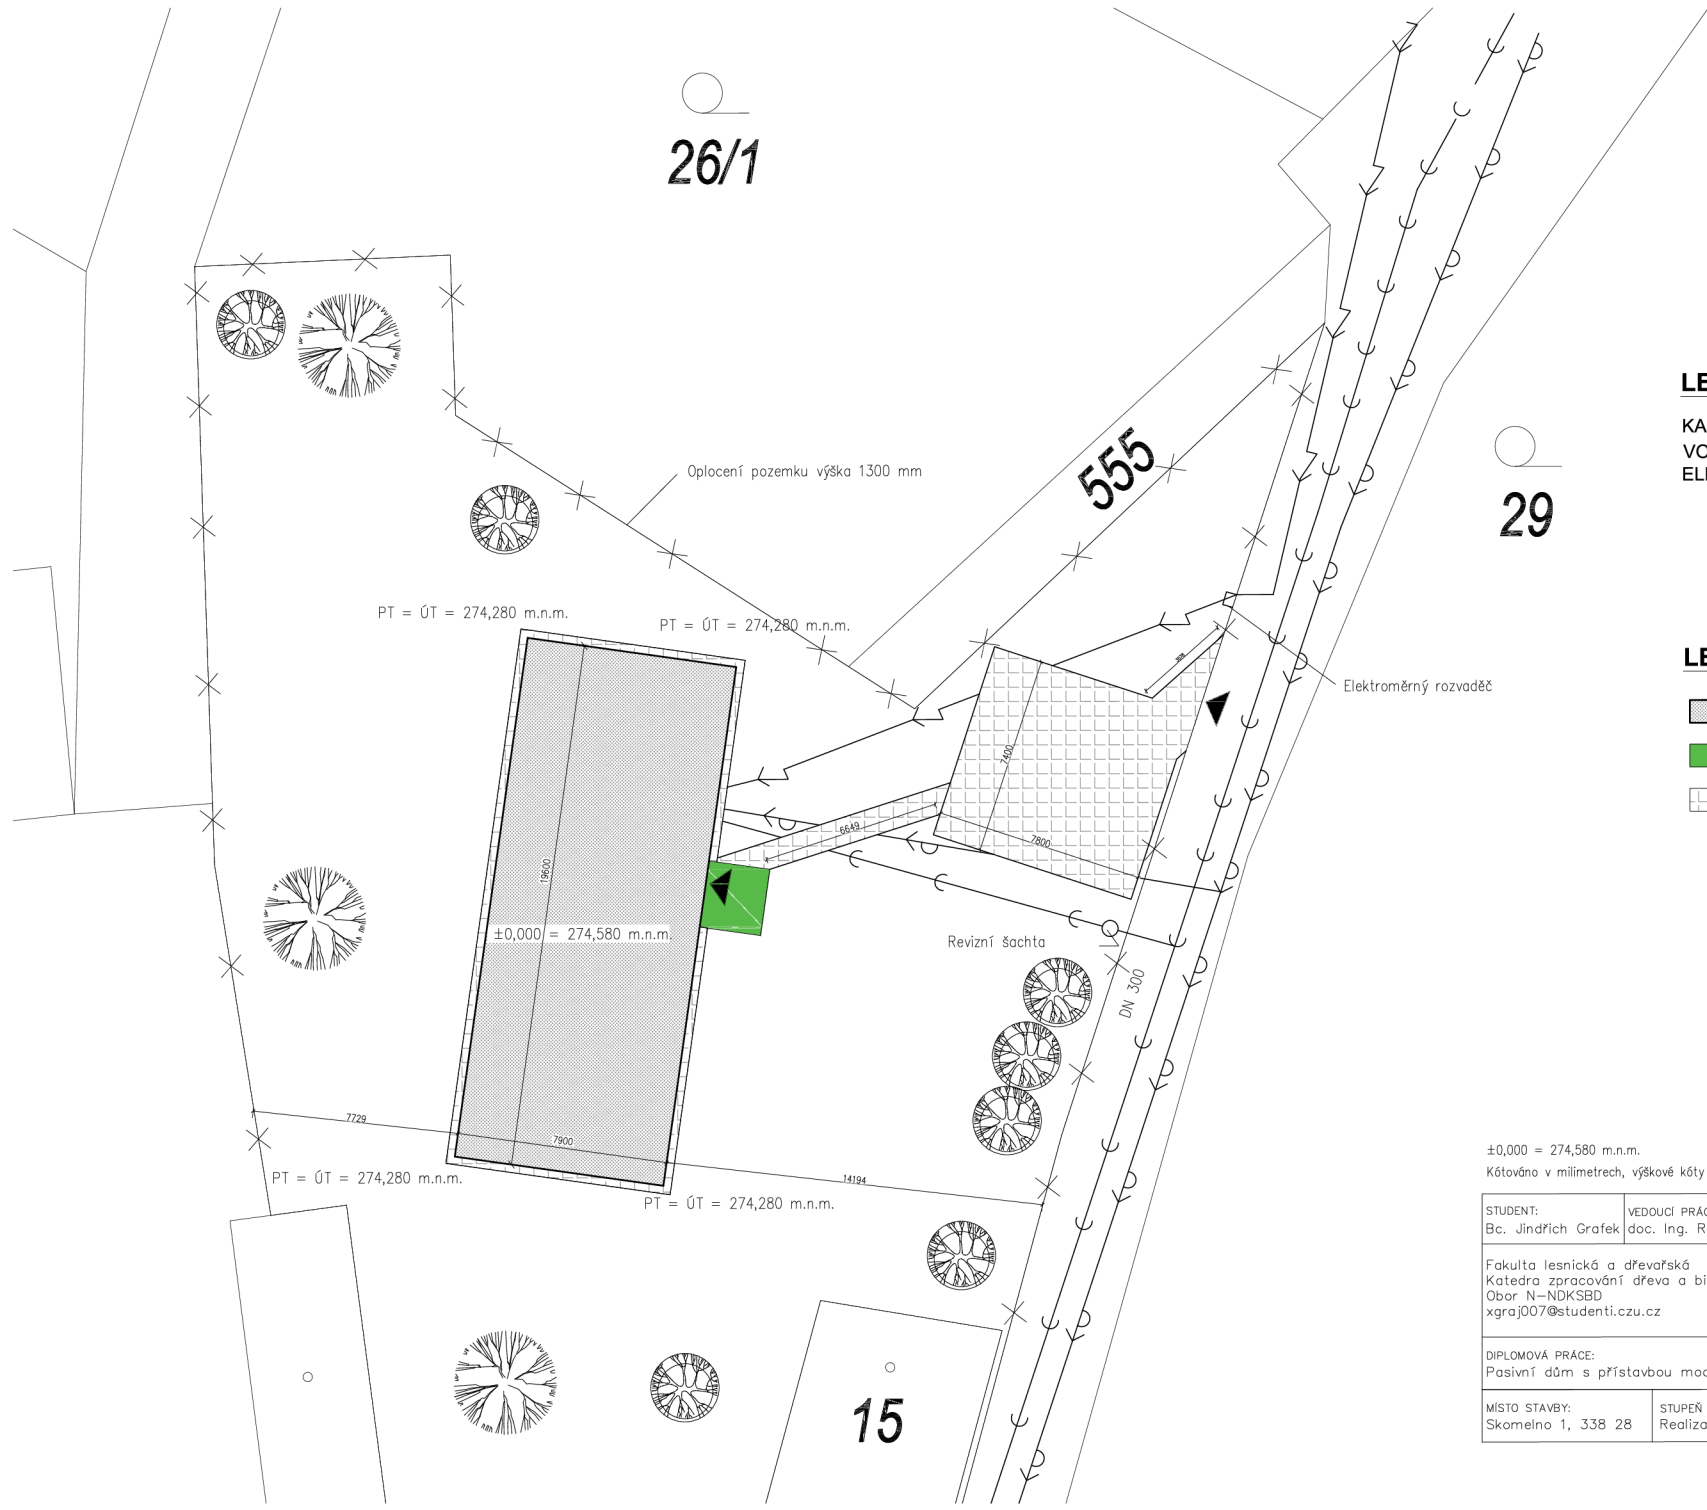 26/1
LE
KA
VO
ELE
555
Oplocení pozemku výška 1300 mm
29
PT = ÚT = 274,280 m.n.m.
PT = ÚT = 274,280 m.n.m.
LE
Elektroměrný rozvaděč
7400
6649
7800
19600
±0,000 = 274,580 m.n.m.
Revizní šachta
DN 300
7729
7900
14194
PT = ÚT = 274,280 m.n.m.
PT = ÚT = 274,280 m.n.m.
15
±0,000 = 274,580 m.n.m.
Kótováno v milimetrech, výškové kóty
STUDENT:
Bc. Jindřich Grafek
VEDOUCÍ PRÁC
doc. Ing. R
Fakulta lesnická a dřevařská
Katedra zpracování dřeva a bi
Obor N-NDKSBD
xgraj007@studenti.czu.cz
DIPLOMOVÁ PRÁCE:
Pasivní dům s přístavbou mod
MÍSTO STAVBY:
Skomelno 1, 338 28
STUPEŇ
Realiza